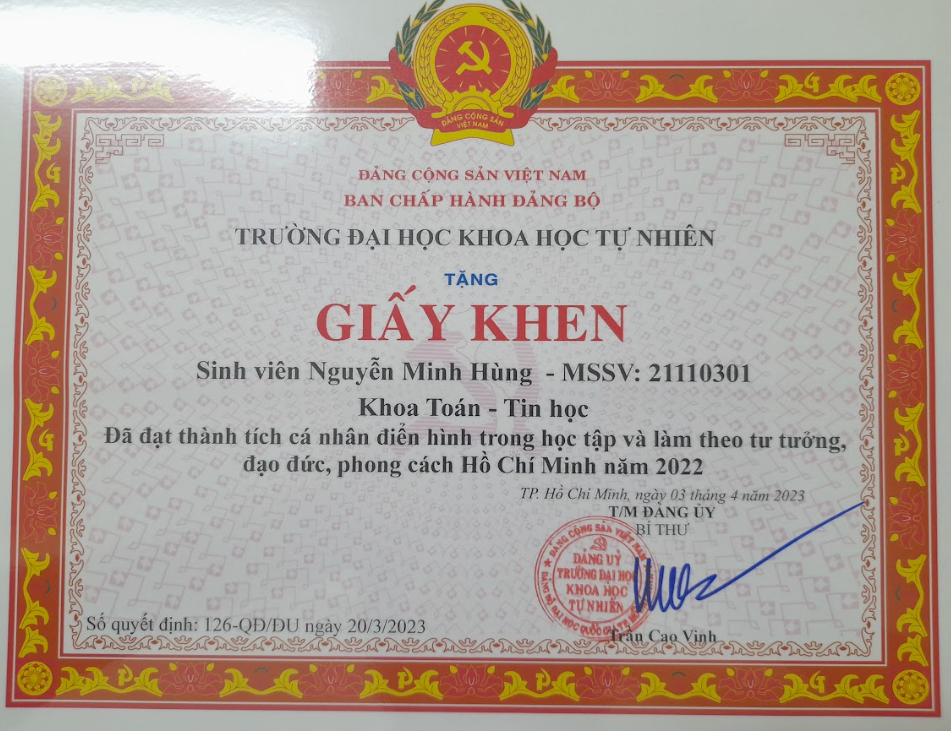 ĐẢNG CỘNG SẢN
VIỆT NAM
ĐẢNG CỘNG SẢN VIỆT NAM
BAN CHẤP HÀNH ĐẢNG BỘ
TRƯỜNG ĐẠI HỌC KHOA HỌC TỰ NHIÊN
TẶNG
GIẤY KHEN
Sinh viên Nguyễn Minh Hùng - MSSV: 21110301
Khoa Toán - Tin học
Đã đạt thành tích cá nhân điển hình trong học tập và làm theo tư tưởng,
đạo đức, phong cách Hồ Chí Minh năm 2022
TP. Hồ Chí Minh, ngày 03 tháng 4 năm 2023
T/M ĐẢNG ỦY
BÍ THƯ
ĐẢNG CỘNG SẢN VIỆT NAM
ĐẢNG UỶ
TRƯỜNG ĐẠI HỌC
KHOA HỌC
TỰ NHIÊN
Trần Cao Vinh
Số quyết định: 126-QĐ/ĐU ngày 20/3/2023